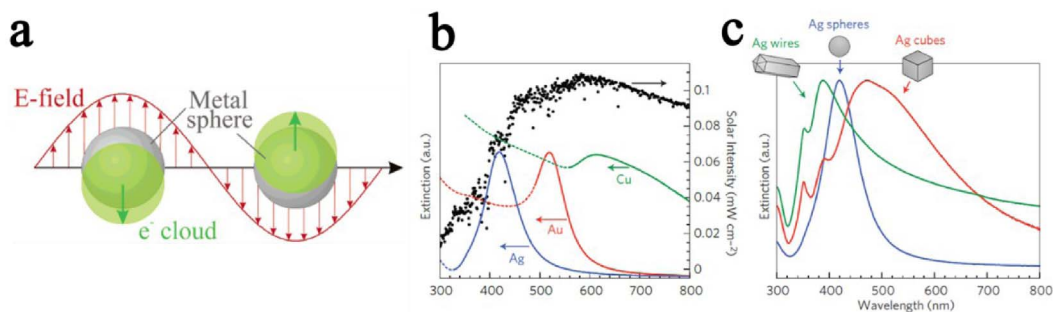 a
E-field
Metal
sphere
e⁻ cloud
b
Extinction (a.u.)
Cu
Au
Ag
300 400 500 600 700 800
0.1
0.08
0.06
0.04
0.02
0
Solar Intensity (mW cm⁻²)
c
Ag spheres
Ag wires
Ag cubes
Extinction (a.u.)
300 400 500 600 700 800
Wavelength (nm)